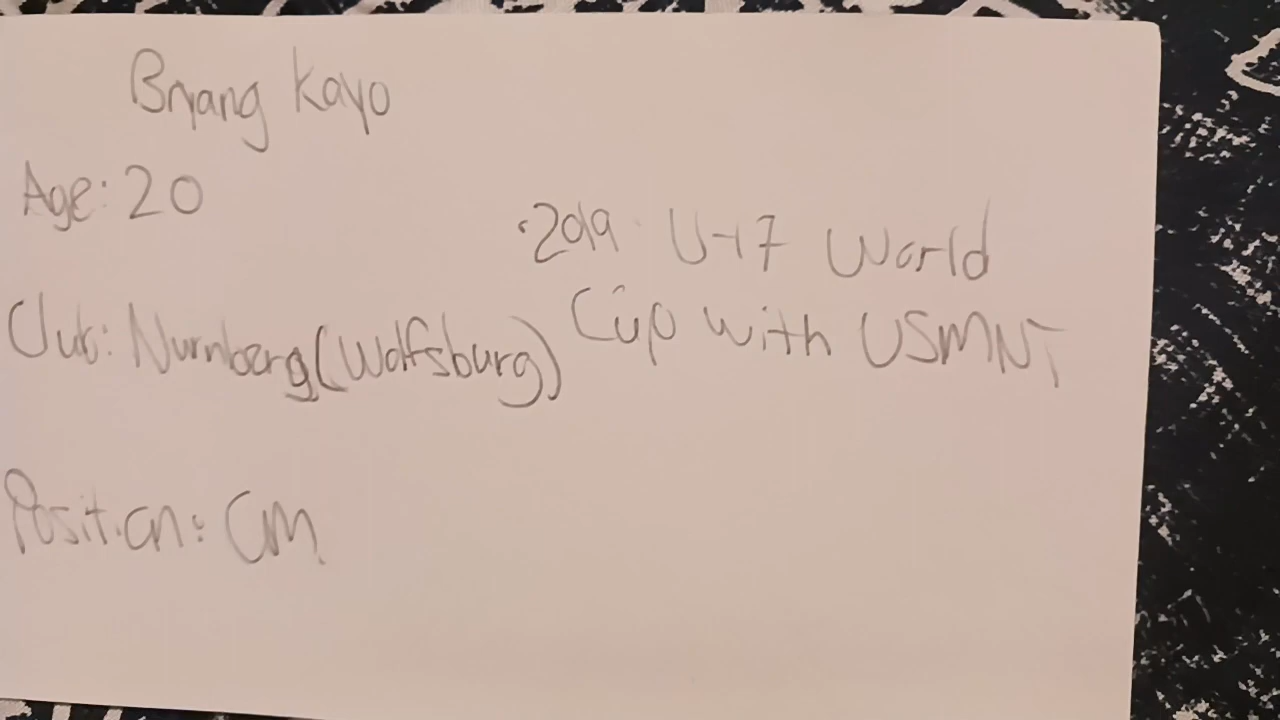 Bryang Kayo
Age: 20
Club: Nurnberg (Wolfsburg)
Position: CM
·2019 U-17 World
Cup with USMNT